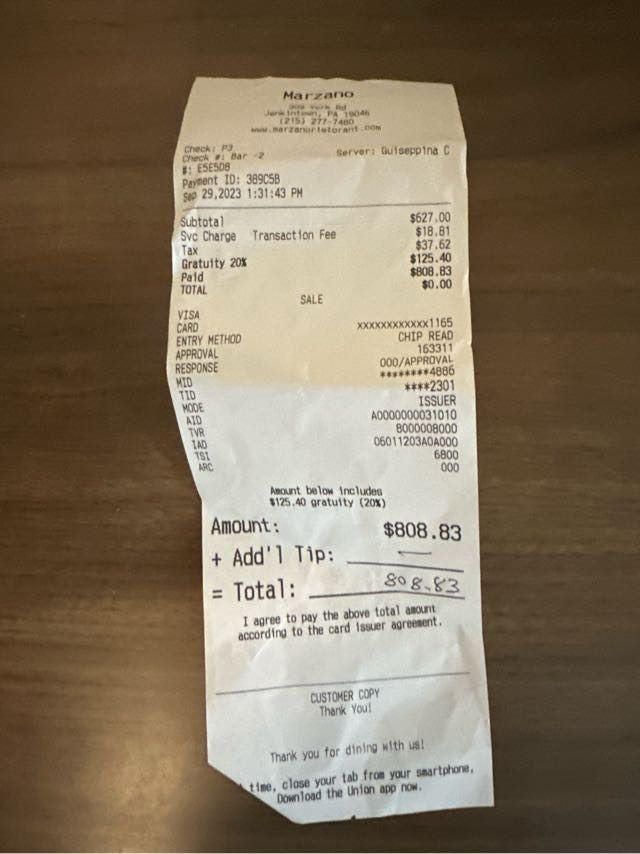 Marzano
York Rd
Jenkintown, PA 19046
(215) 277-7480
www.marzanoristorant.com
Check: P3
Check #: Bar -2
Server: Guiseppina C
#: E5E5D8
Payment ID: 389C5B
Sep 29,2023 1:31:43 PM
Subtotal $627.00
Svc Charge Transaction Fee $18.81
Tax $37.62
Gratuity 20% $125.40
Paid $808.83
TOTAL $0.00
SALE
VISA
CARD xxxxxxxxxxxx1165
ENTRY METHOD CHIP READ
APPROVAL 163311
RESPONSE 000/APPROVAL
MID ********4886
TID ****2301
MODE ISSUER
AID A0000000031010
TVR 8000008000
IAD 06011203A0A000
TSI 6800
ARC 000
Amount below includes
$125.40 gratuity (20%)
Amount: $808.83
+ Add'l Tip: —
= Total: 808.83
I agree to pay the above total amount
according to the card issuer agreement.
CUSTOMER COPY
Thank You!
Thank you for dining with us!
time, close your tab from your smartphone,
Download the Union app now.